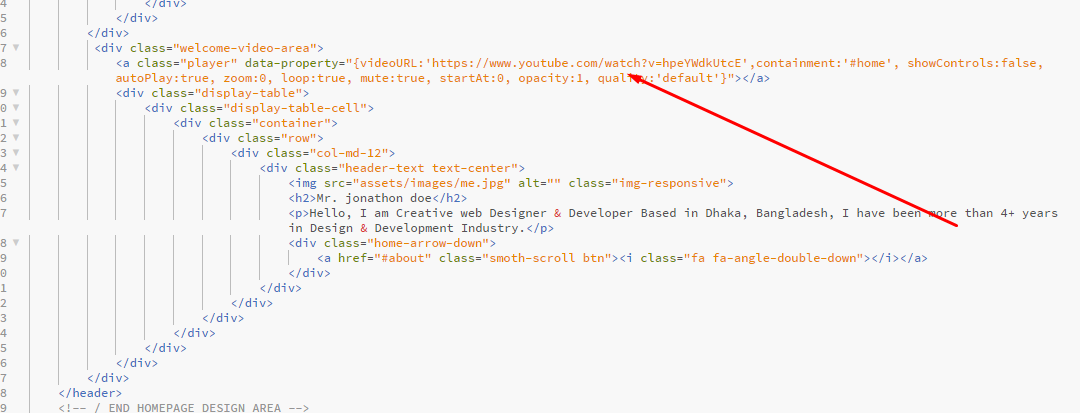 4 </div>
5 </div>
6 </div>
7 <div class="welcome-video-area">
8 <a class="player" data-property="{videoURL:'https://www.youtube.com/watch?v=hpeYWdkUtcE',containment:'#home', showControls:false,
autoPlay:true, zoom:0, loop:true, mute:true, startAt:0, opacity:1, quality:'default'}"></a>
9 <div class="display-table">
0 <div class="display-table-cell">
1 <div class="container">
2 <div class="row">
3 <div class="col-md-12">
4 <div class="header-text text-center">
5 <img src="assets/images/me.jpg" alt="" class="img-responsive">
6 <h2>Mr. jonathon doe</h2>
7 <p>Hello, I am Creative web Designer & Developer Based in Dhaka, Bangladesh, I have been more than 4+ years
in Design & Development Industry.</p>
8 <div class="home-arrow-down">
9 <a href="#about" class="smoth-scroll btn"><i class="fa fa-angle-double-down"></i></a>
0 </div>
1 </div>
2 </div>
3 </div>
4 </div>
5 </div>
6 </div>
7 </div>
8 </header>
9 <!-- / END HOMEPAGE DESIGN AREA -->